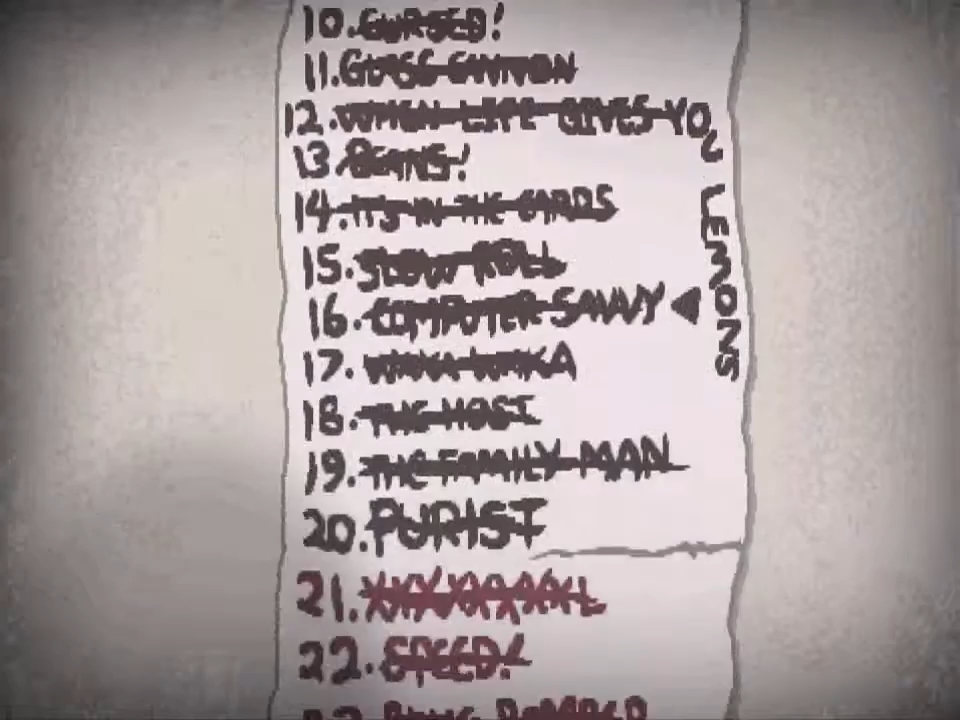 10. CURSED!
11. GLASS CANNON
12. WHEN LIFE GIVES YOU LEMONS
13. BEANS!
14. IT'S IN THE CARDS
15. SLOW ROLL
16. COMPUTER SAVVY ◀
17. WAKA WAKA
18. THE HOST
19. THE FAMILY MAN
20. PURIST
21.
22. SPEED!